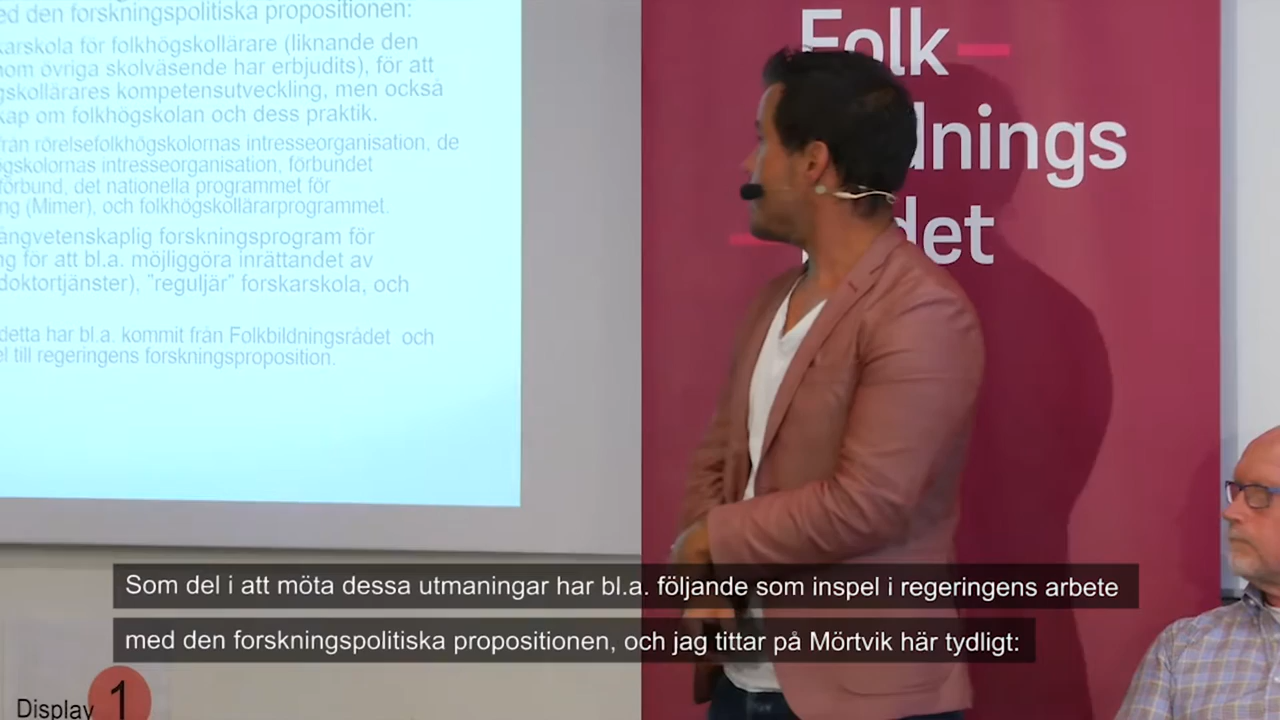 ed den forskningspolitiska propositionen:
karskola för folkhögskollärare (liknande den
nom övriga skolväsende har erbjudits), för att
gskollärares kompetensutveckling, men också
kap om folkhögskolan och dess praktik.
från rörelsefolkhögskolornas intresseorganisation, de
ögskolornas intresseorganisation, förbundet
förbund, det nationella programmet för
ng (Mimer), och folkhögskollärarprogrammet.
ångvetenskaplig forskningsprogram för
ng för att bl.a. möjliggöra inrättandet av
doktortjänster), "reguljär" forskarskola, och
detta har bl.a. kommit från Folkbildningsrådet och
el till regeringens forskningsproposition.
Folk
dnings
det
Som del i att möta dessa utmaningar har bl.a. följande som inspel i regeringens arbete
med den forskningspolitiska propositionen, och jag tittar på Mörtvik här tydligt:
Display 1